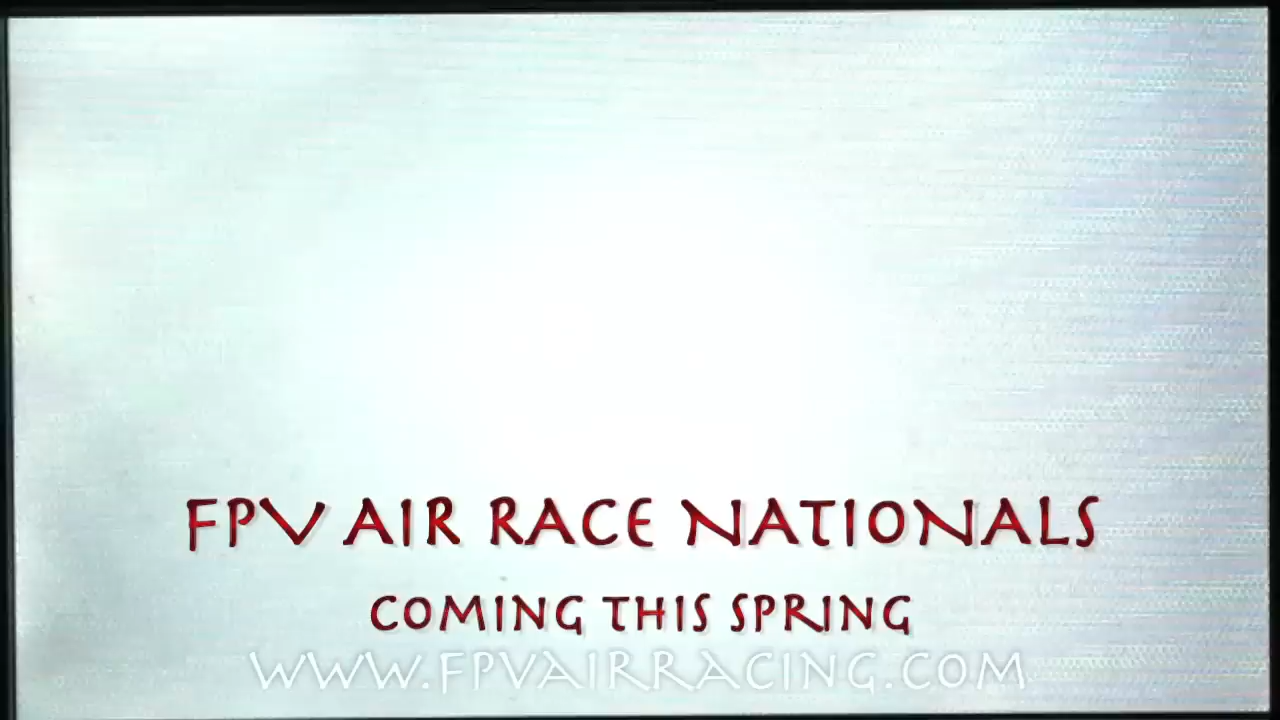 FPV AIR RACE NATIONALS
COMING THIS SPRING
WWW.FPVAIRRACING.COM